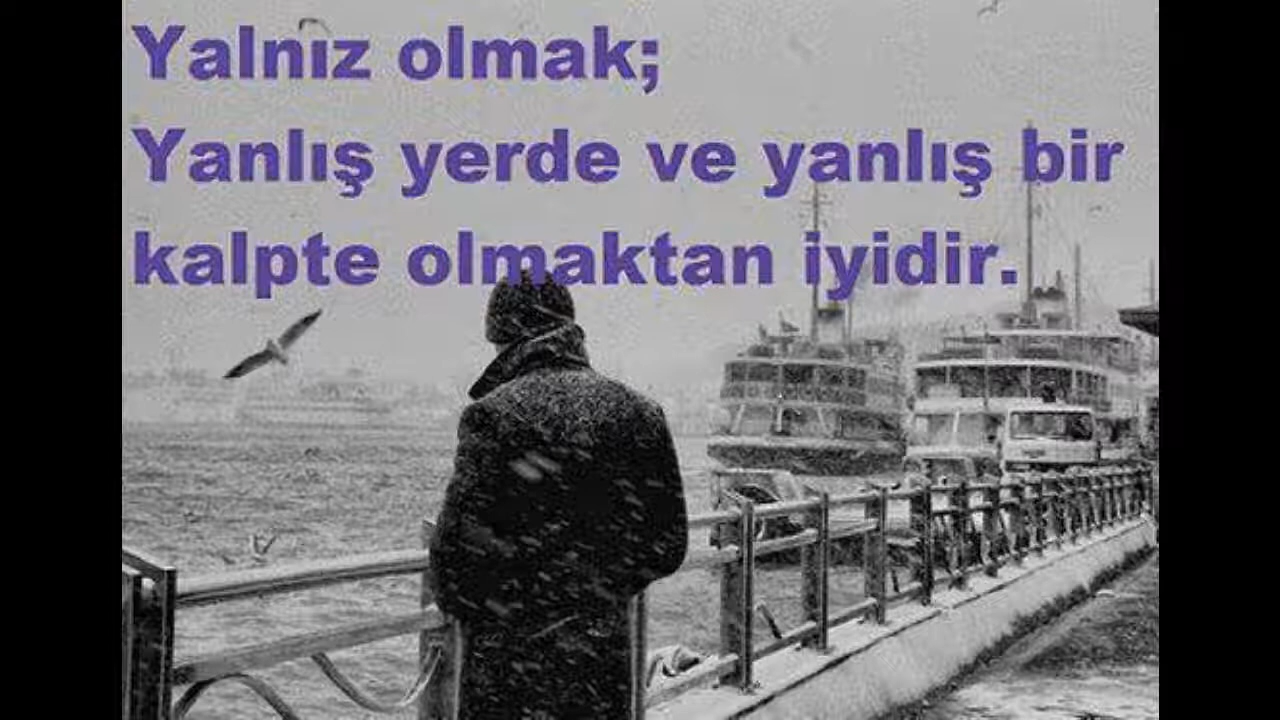 Yalnız olmak;
Yanlış yerde ve yanlış bir
kalpte olmaktan iyidir.